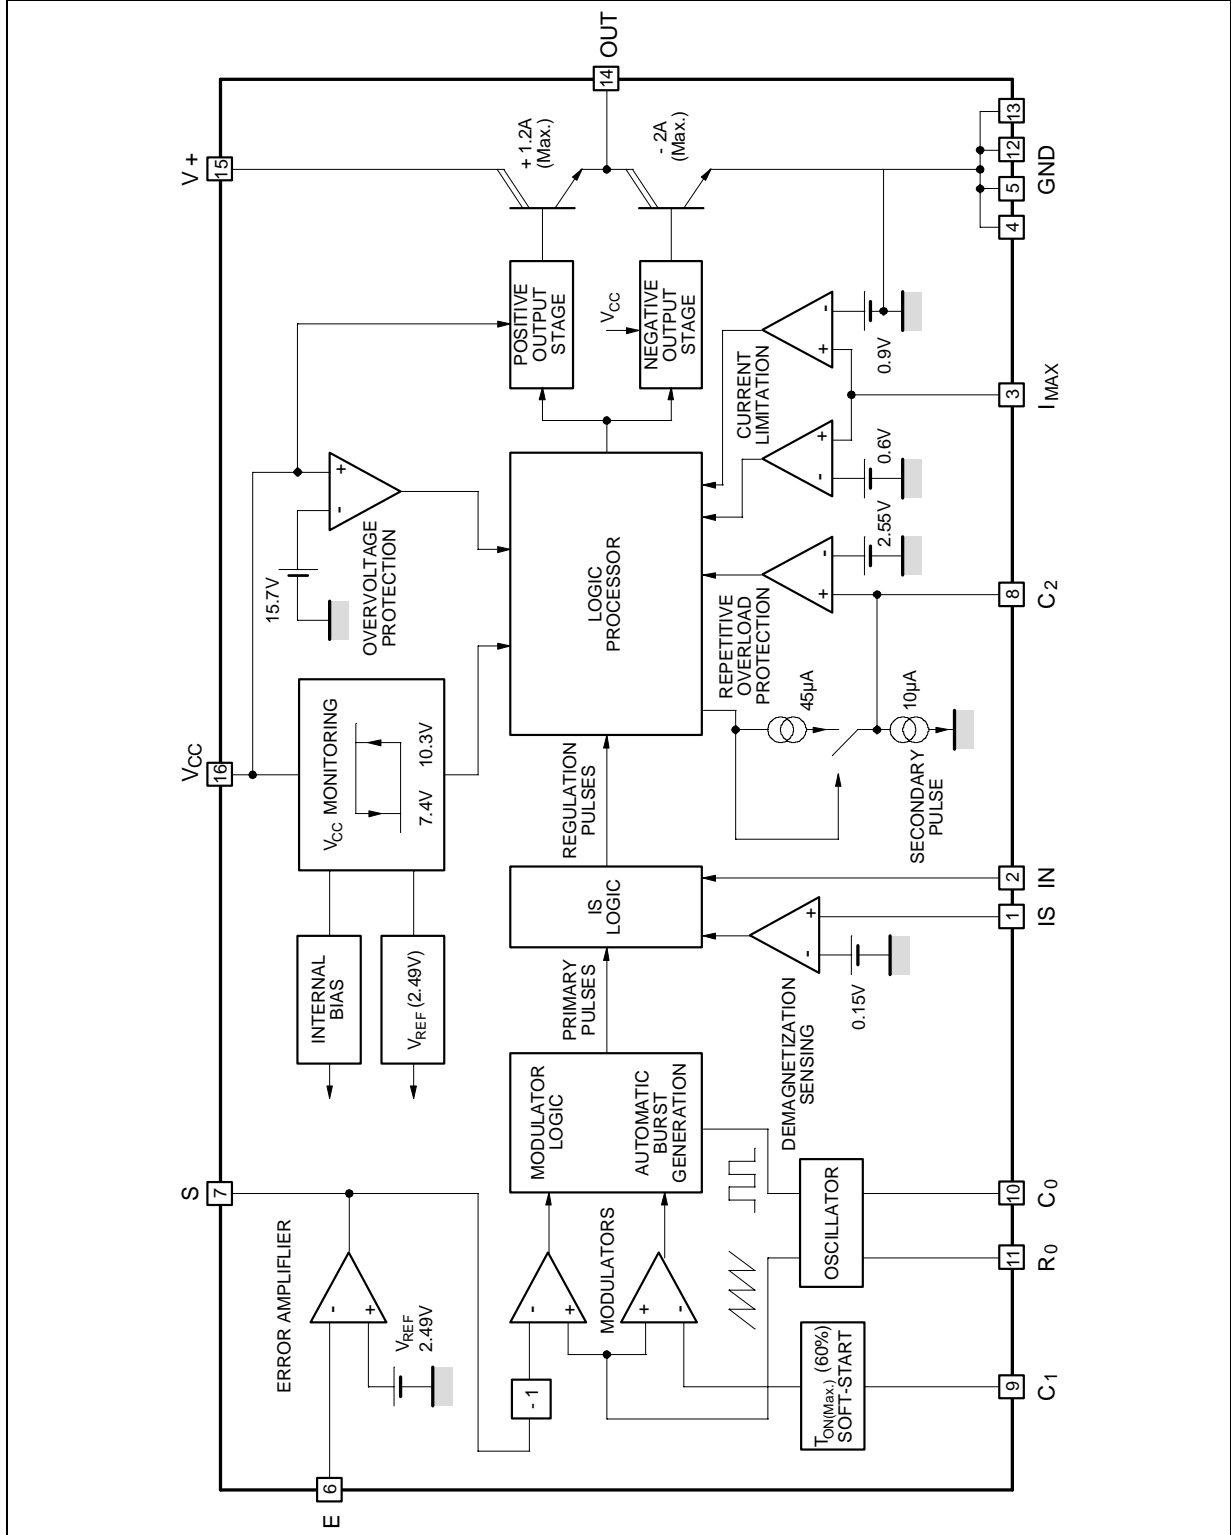 S
7
VCC
16
V +
15
ERROR AMPLIFLIER
-
+
VREF
2.49V
E
6
INTERNAL
BIAS
VREF (2.49V)
VCC MONITORING
7.4V 10.3V
15.7V
-
+
OVERVOLTAGE
PROTECTION
- 1
-
+
MODULATORS
+
-
MODULATOR
LOGIC
AUTOMATIC
BURST
GENERATION
PRIMARY
PULSES
IS
LOGIC
REGULATION
PULSES
LOGIC
PROCESSOR
POSITIVE
OUTPUT
STAGE
VCC
NEGATIVE
OUTPUT
STAGE
+ 1.2A
(Max.)
- 2A
(Max.)
14
OUT
REPETITIVE
OVERLOAD
PROTECTION
CURRENT
LIMITATION
45µA
10µA
SECONDARY
PULSE
+
-
2.55V
-
+
0.6V
+
-
0.9V
DEMAGNETIZATION
SENSING
-
+
0.15V
TON(Max.) (60%)
SOFT-START
OSCILLATOR
9
C1
11
R0
10
C0
1
IS
2
IN
8
C2
3
IMAX
4
5
12
13
GND